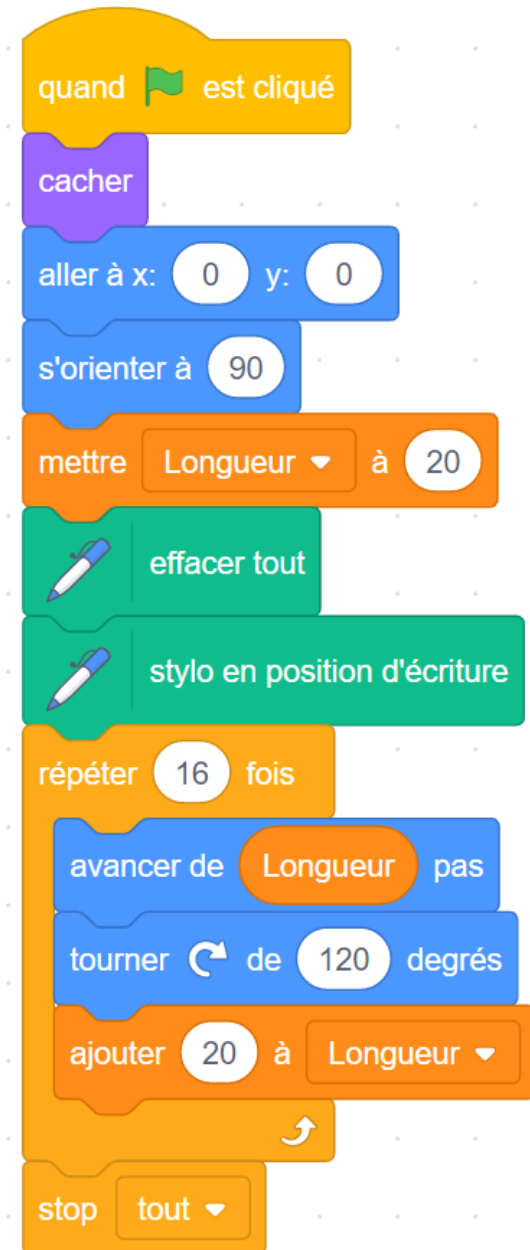 quand est cliqué
cacher
aller à x: 0 y: 0
s'orienter à 90
mettre Longueur à 20
effacer tout
stylo en position d'écriture
répéter 16 fois
avancer de Longueur pas
tourner de 120 degrés
ajouter 20 à Longueur
stop tout